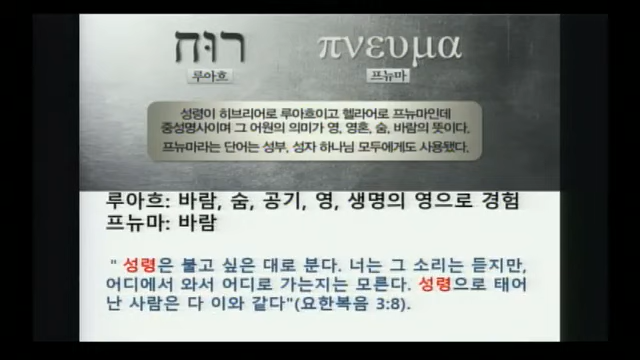 רוּח πνευμα
루아흐 프뉴마
성령이 히브리어로 루아흐이고 헬라어로 프뉴마인데
중성명사이며 그 어원의 의미가 영, 영혼, 숨, 바람의 뜻이다.
프뉴마라는 단어는 성부, 성자 하나님 모두에게도 사용됐다.
루아흐: 바람, 숨, 공기, 영, 생명의 영으로 경험
프뉴마: 바람
" 성령은 불고 싶은 대로 분다. 너는 그 소리는 듣지만,
어디에서 와서 어디로 가는지는 모른다. 성령으로 태어
난 사람은 다 이와 같다"(요한복음 3:8).